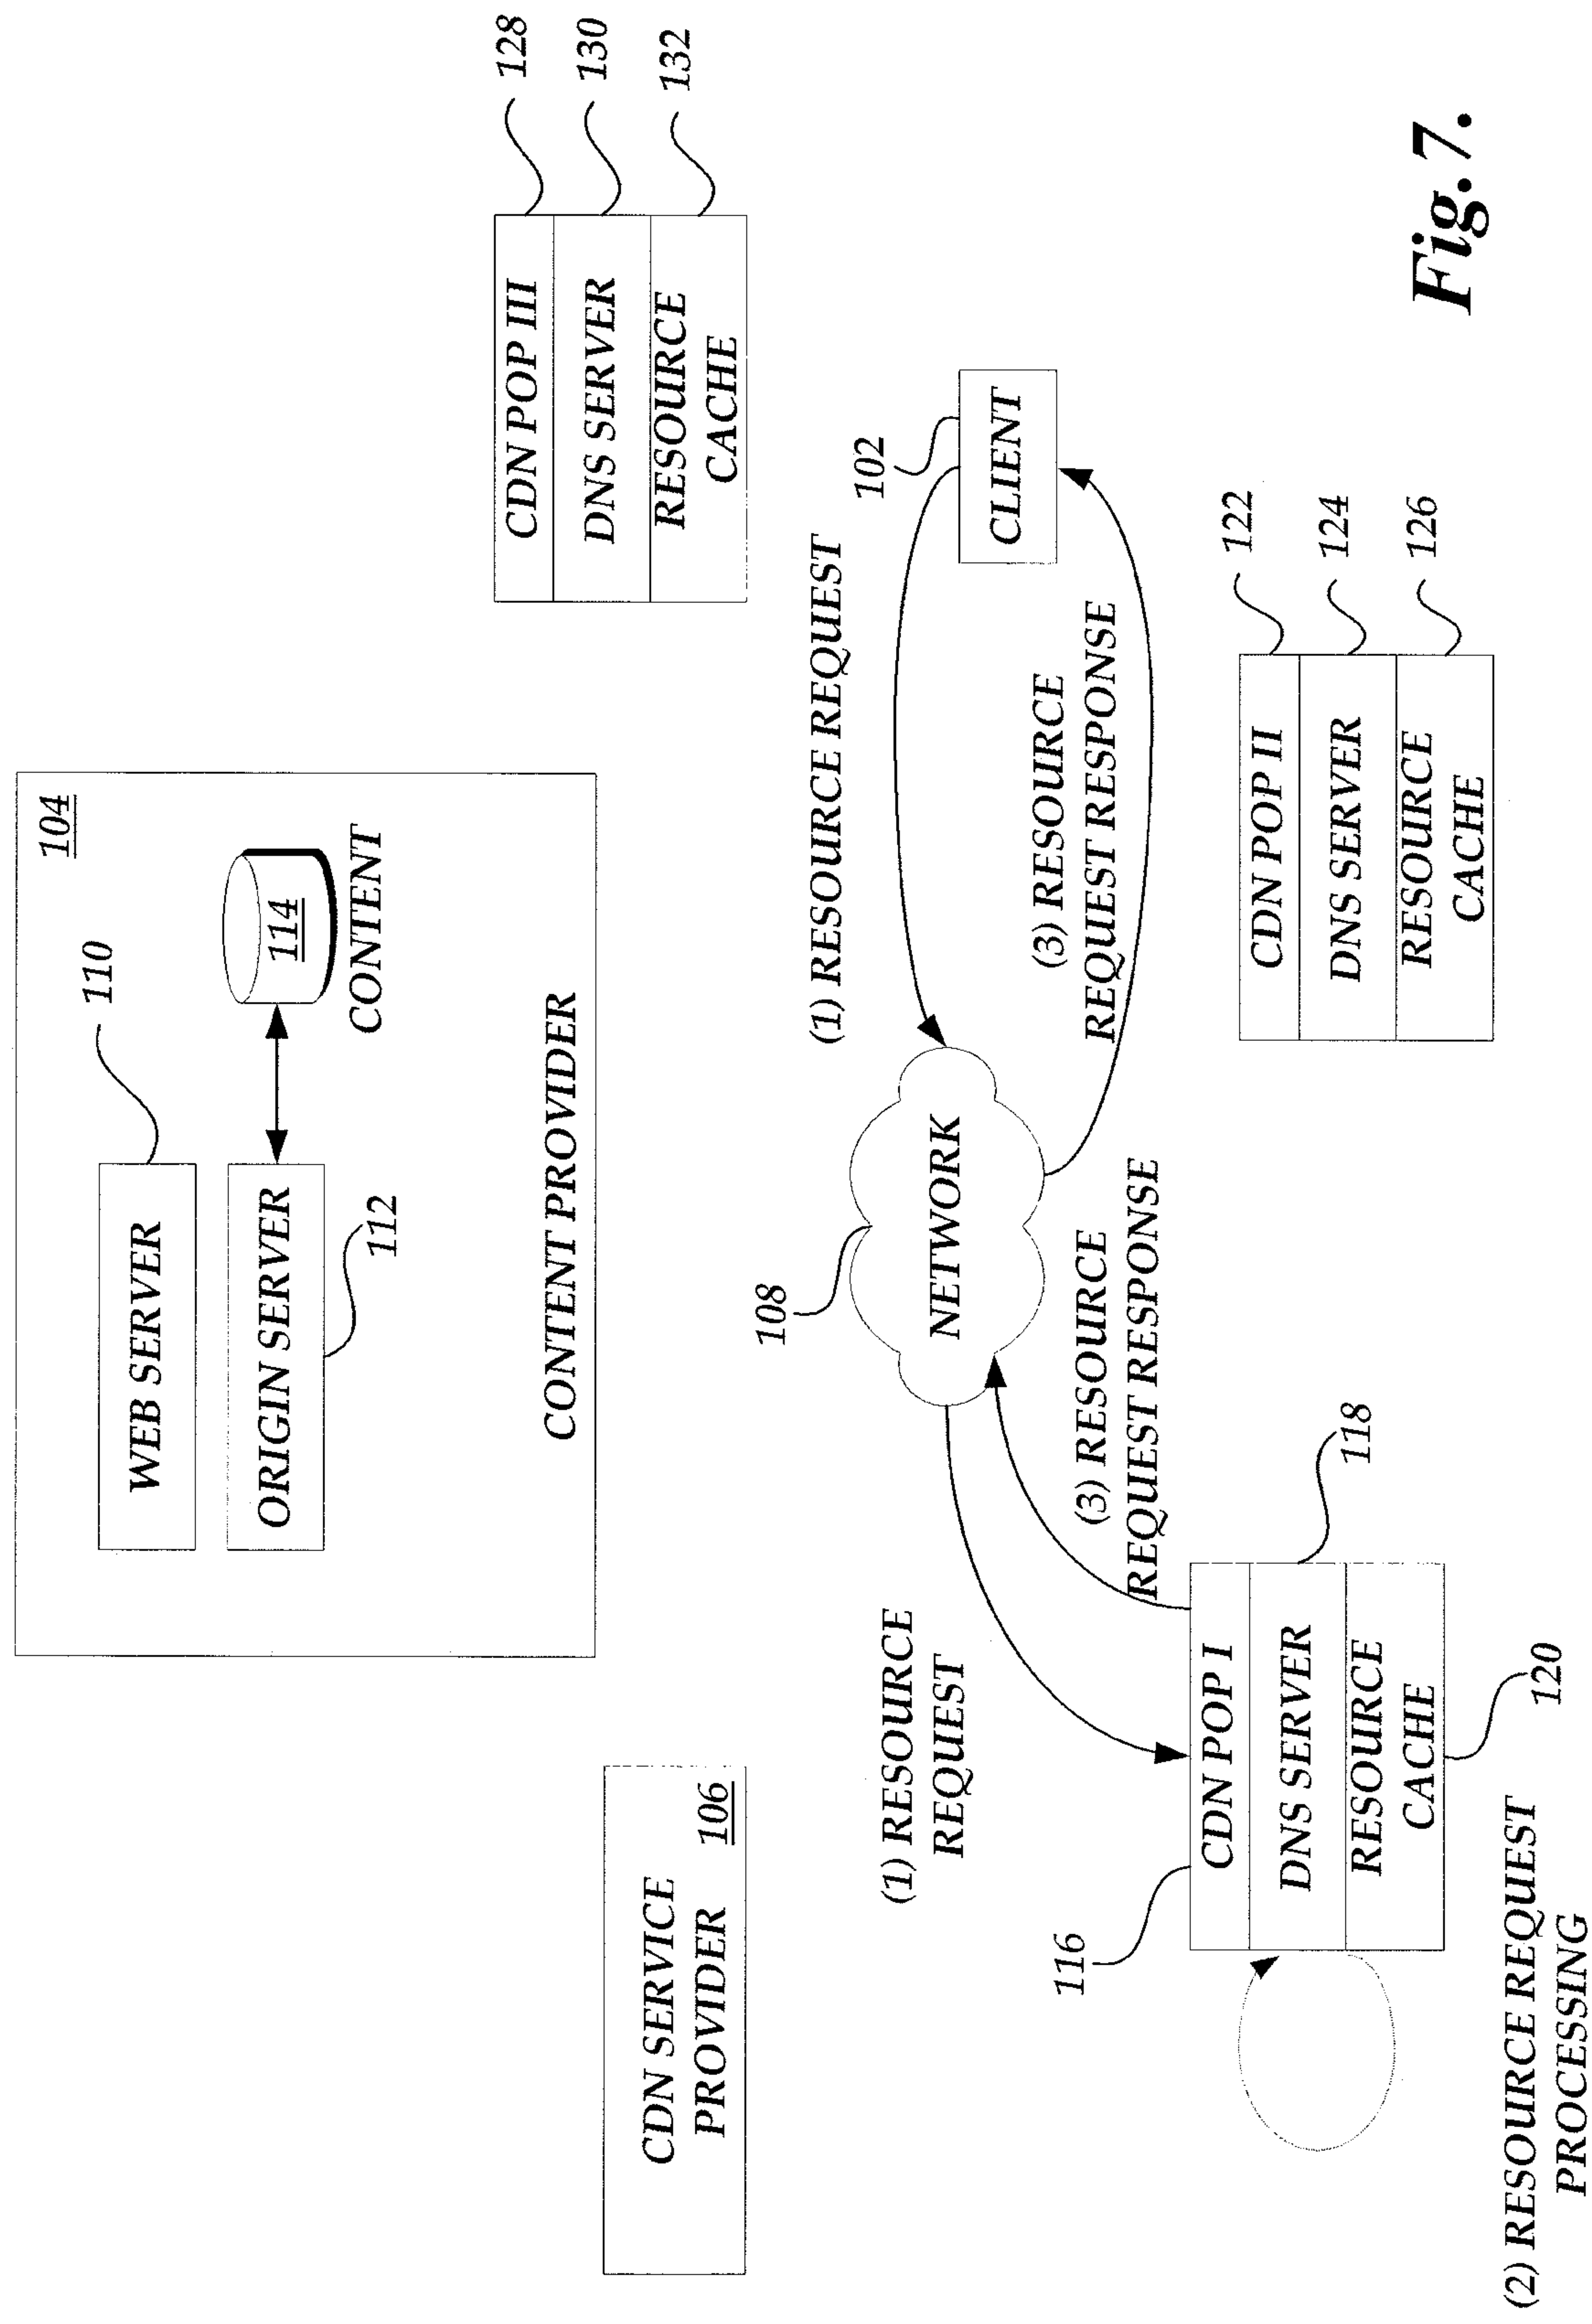 104
WEB SERVER
110
ORIGIN SERVER
112
114
CONTENT
CONTENT PROVIDER
CDN SERVICE
PROVIDER
106
CDN POP III
128
DNS SERVER
130
RESOURCE
CACHE
132
(1) RESOURCE REQUEST
102
CLIENT
108
NETWORK
(1) RESOURCE
REQUEST
(3) RESOURCE
REQUEST RESPONSE
(3) RESOURCE
REQUEST RESPONSE
116
CDN POP I
DNS SERVER
118
RESOURCE
CACHE
120
(2) RESOURCE REQUEST
PROCESSING
CDN POP II
122
DNS SERVER
124
RESOURCE
CACHE
126
Fig.7.